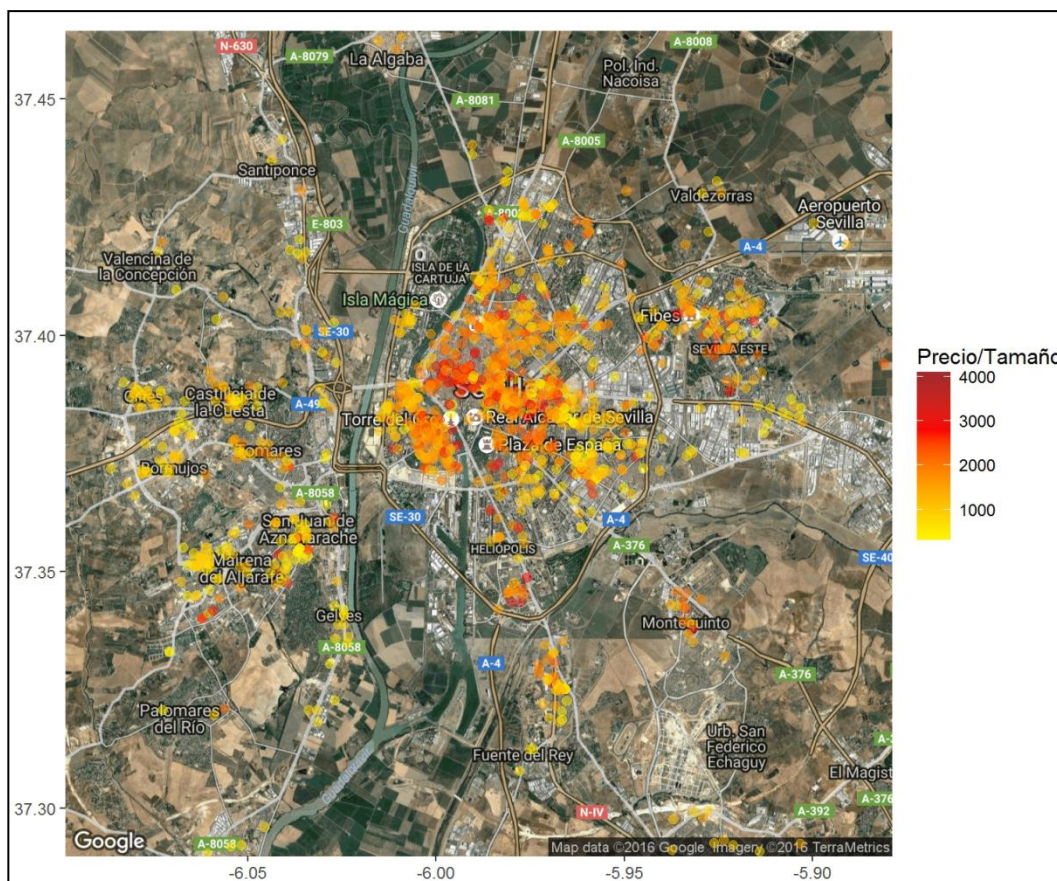 N-630
A-8079
La Algaba
A-8008
Pol. Ind.
Nacoisa
37.45
A-8081
A-8005
Santiponce
Guadalquivir
Valdezorras
Aeropuerto
Sevilla
E-803
A-4
Valencina de
la Concepción
ISLA DE LA
CARTUJA
Isla Mágica
Fibes
37.40
SE-30
SEVILLA ESTE
Precio/Tamaño
4000
3000
2000
1000
Castilleja de
la Cuesta
A-49
Real Alcázar de Sevilla
Plaza de España
Tomares
Bormujos
A-8058
SE-30
A-4
San Juan de
Aznalfarache
HELIÓPOLIS
A-376
Mairena
del Aljarafe
37.35
SE-40
Gelves
Montequinto
A-8058
A-4
A-376
Palomares
del Río
Urb. San
Federico
Echaguy
Fuente del Rey
El Magist
A-376
37.30
N-IV
A-392
A-8058
Google
Map data ©2016 Google Imagery ©2016 TerraMetrics
-6.05
-6.00
-5.95
-5.90